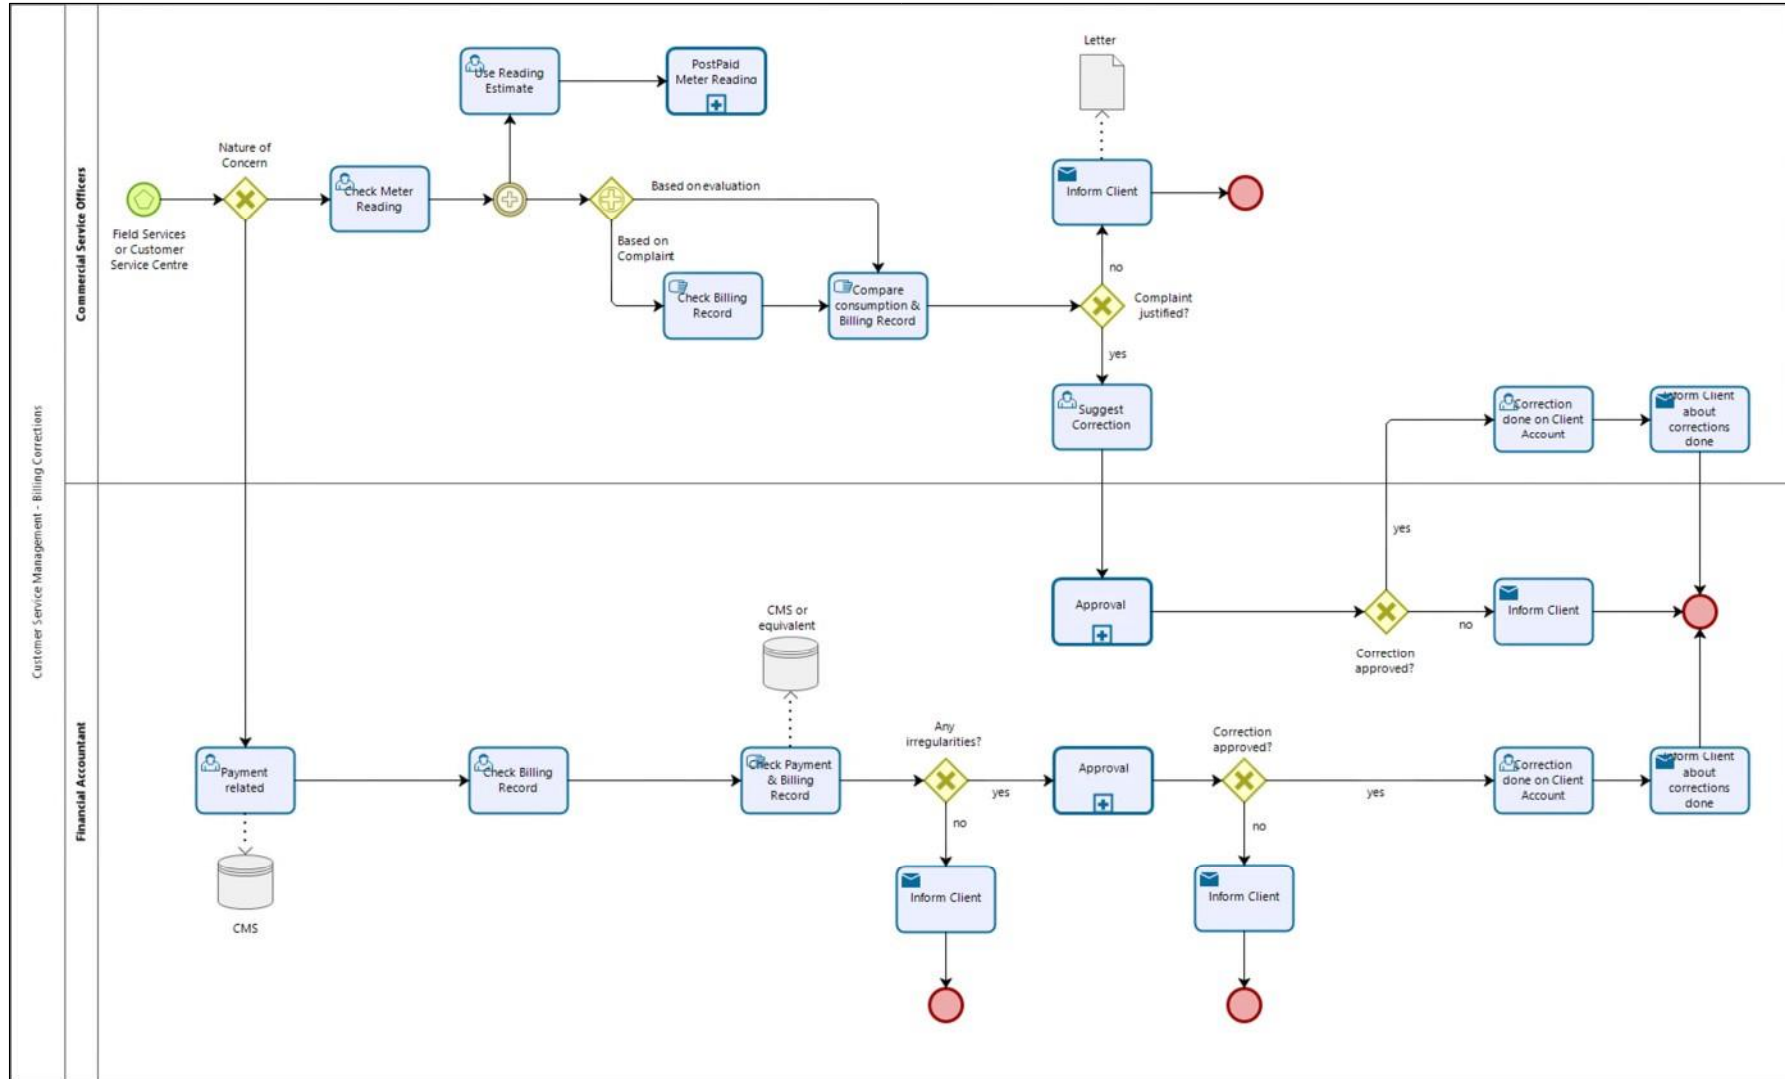 Customer Service Management - Billing Corrections
Commercial Service Officers
Field Services
or Customer
Service Centre
Nature of
Concern
Check Meter
Reading
Use Reading
Estimate
PostPaid
Meter Reading
Based on evaluation
Based on
Complaint
Check Billing
Record
Compare
consumption &
Billing Record
Letter
Inform Client
no
Complaint
justified?
yes
Suggest
Correction
Correction
done on Client
Account
Inform Client
about
corrections
done
Financial Accountant
yes
Approval
Correction
approved?
no
Inform Client
Payment
related
CMS
Check Billing
Record
CMS or
equivalent
Check Payment
& Billing
Record
Any
irregularities?
yes
no
Inform Client
Approval
Correction
approved?
yes
no
Inform Client
Correction
done on Client
Account
Inform Client
about
corrections
done